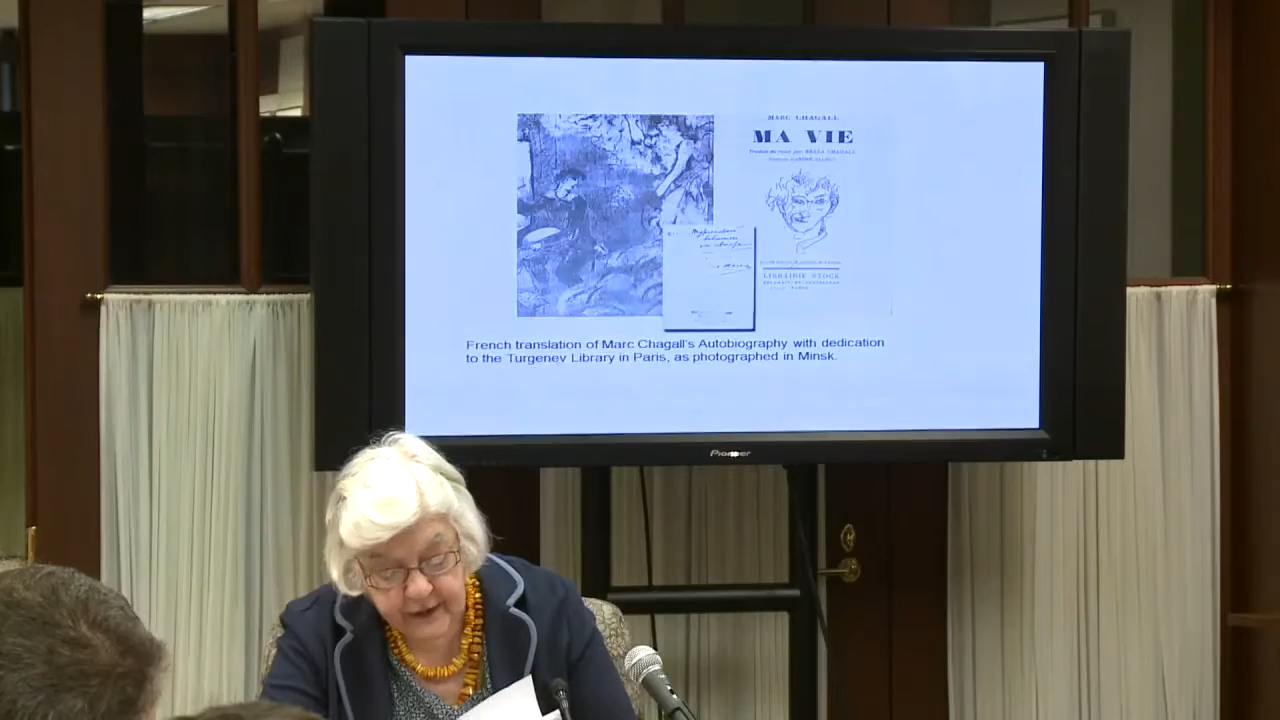 MARC CHAGALL
MA VIE
LIBRAIRIE STOCK
French translation of Marc Chagall's Autobiography with dedication
to the Turgenev Library in Paris, as photographed in Minsk.
Pioneer